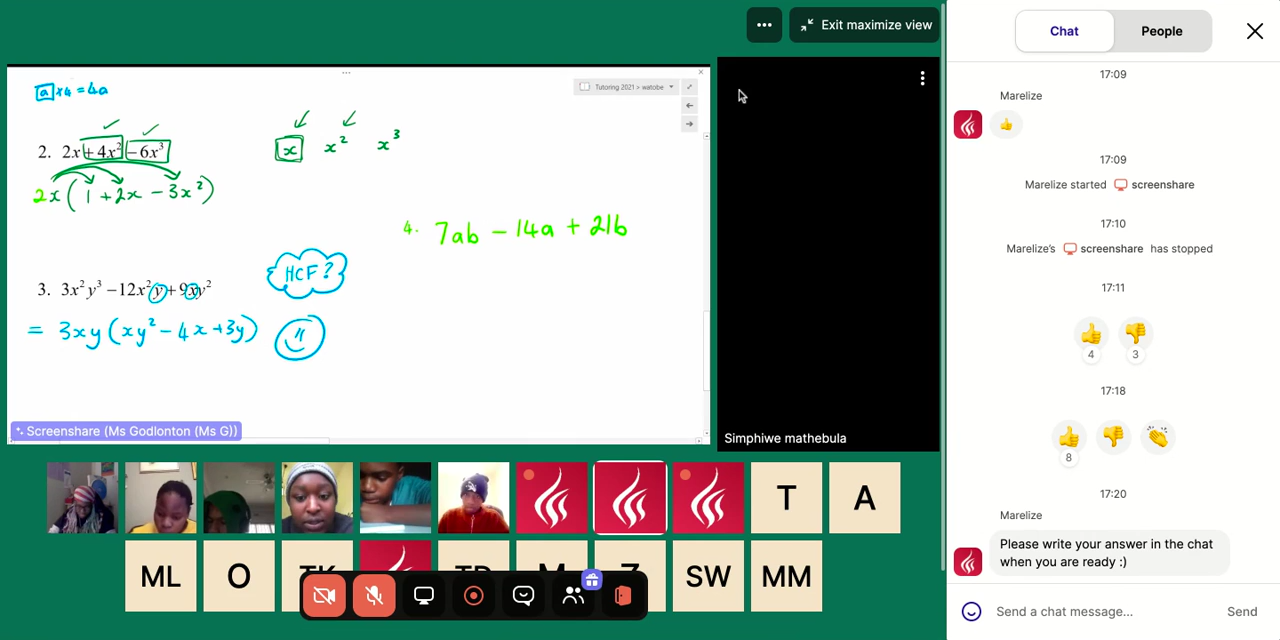 Exit maximize view
Chat
People
Tutoring 2021 > watobe
a × 4 = 4a
2. 2x + 4x² − 6x³
x x² x³
2x(1 + 2x − 3x²)
4. 7ab − 14a + 21b
HCF?
3. 3x²y³ − 12x²y + 9xy²
= 3xy(xy² − 4x + 3y)
Screenshare (Ms Godlonton (Ms G))
Simphiwe mathebula
T
A
ML
O
SW
MM
17:09
Marelize
17:09
Marelize started screenshare
17:10
Marelize's screenshare has stopped
17:11
4
3
17:18
8
17:20
Marelize
Please write your answer in the chat
when you are ready :)
Send a chat message...
Send